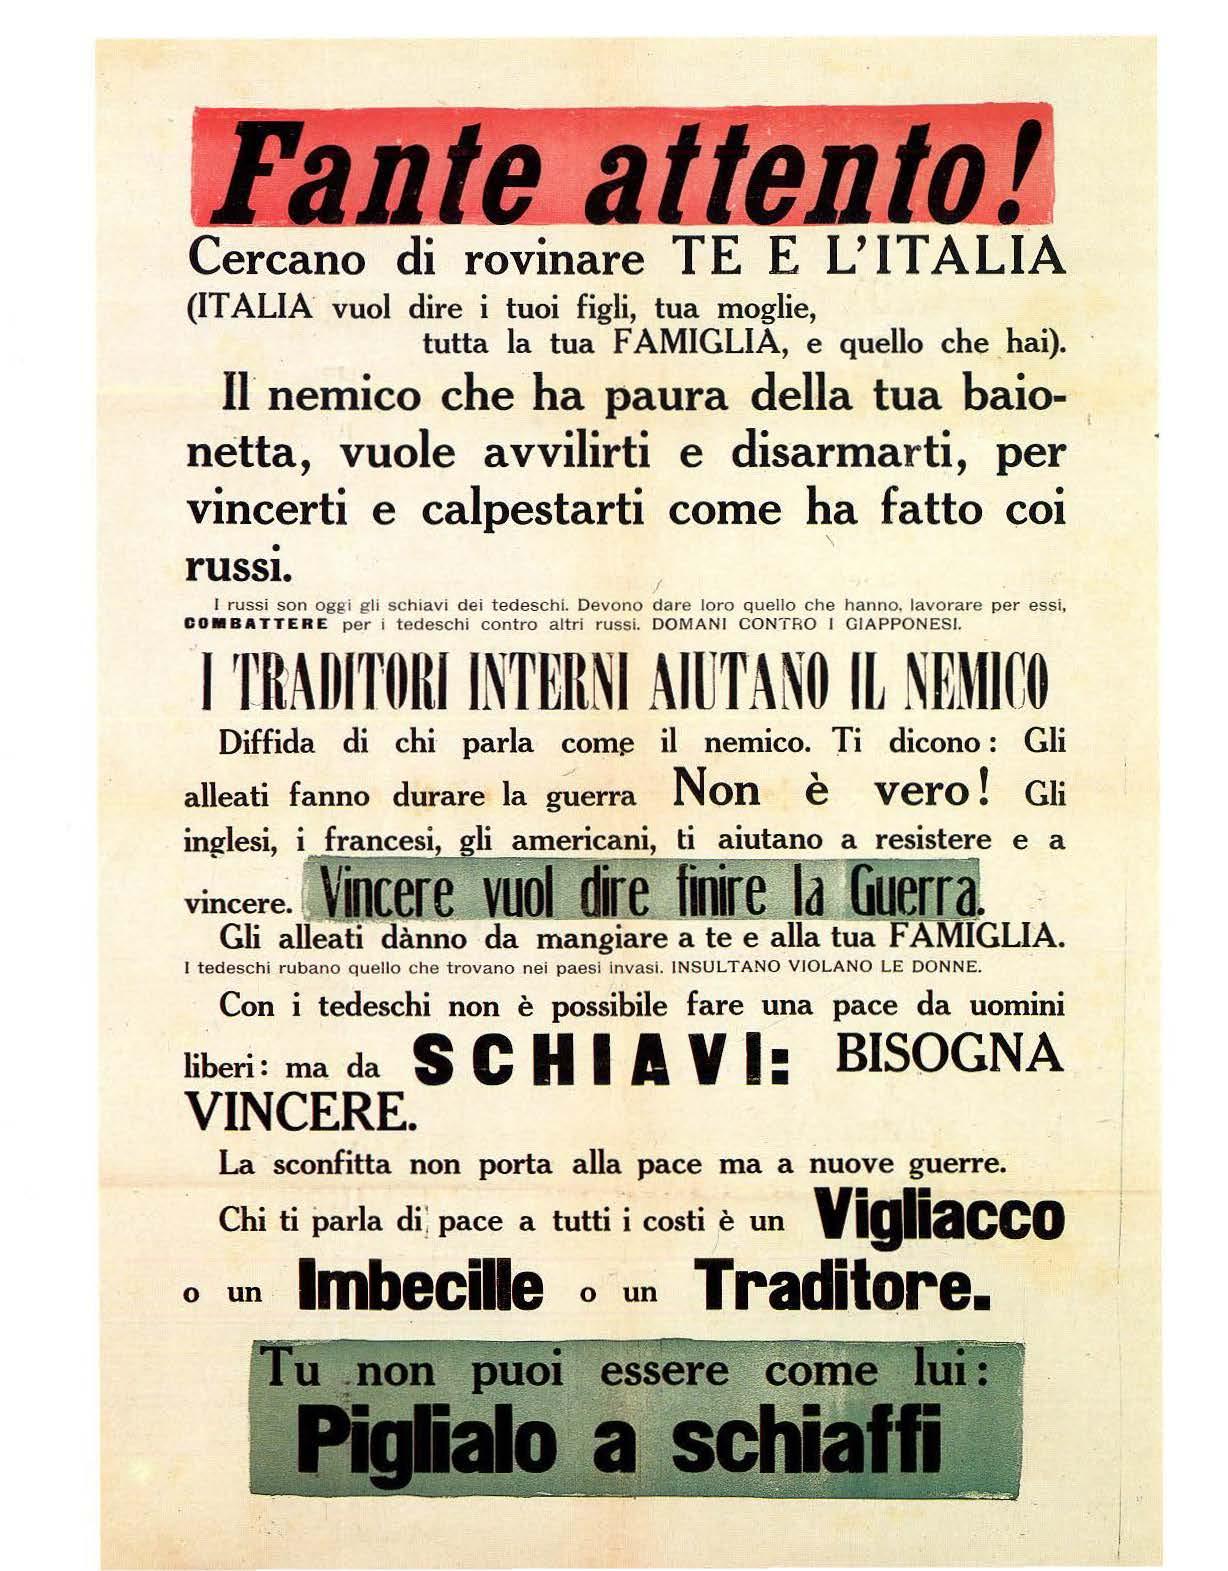 Fante attento!
Cercano di rovinare TE E L'ITALIA
(ITALIA vuol dire i tuoi figli, tua moglie,
tutta la tua FAMIGLIA, e quello che hai).
Il nemico che ha paura della tua baio-
netta, vuole avvilirti e disarmarti, per
vincerti e calpestarti come ha fatto coi
russi.
I russi son oggi gli schiavi dei tedeschi. Devono dare loro quello che hanno, lavorare per essi,
COMBATTERE per i tedeschi contro altri russi. DOMANI CONTRO I GIAPPONESI.
I TRADITORI INTERNI AIUTANO IL NEMICO
Diffida di chi parla come il nemico. Ti dicono: Gli
alleati fanno durare la guerra Non è vero! Gli
inglesi, i francesi, gli americani, ti aiutano a resistere e a
vincere. Vincere vuol dire finire la Guerra.
Gli alleati dànno da mangiare a te e alla tua FAMIGLIA.
I tedeschi rubano quello che trovano nei paesi invasi. INSULTANO VIOLANO LE DONNE.
Con i tedeschi non è possibile fare una pace da uomini
liberi: ma da SCHIAVI: BISOGNA
VINCERE.
La sconfitta non porta alla pace ma a nuove guerre.
Chi ti parla di pace a tutti i costi è un Vigliacco
o un Imbecille o un Traditore.
Tu non puoi essere come lui:
Piglialo a schiaffi